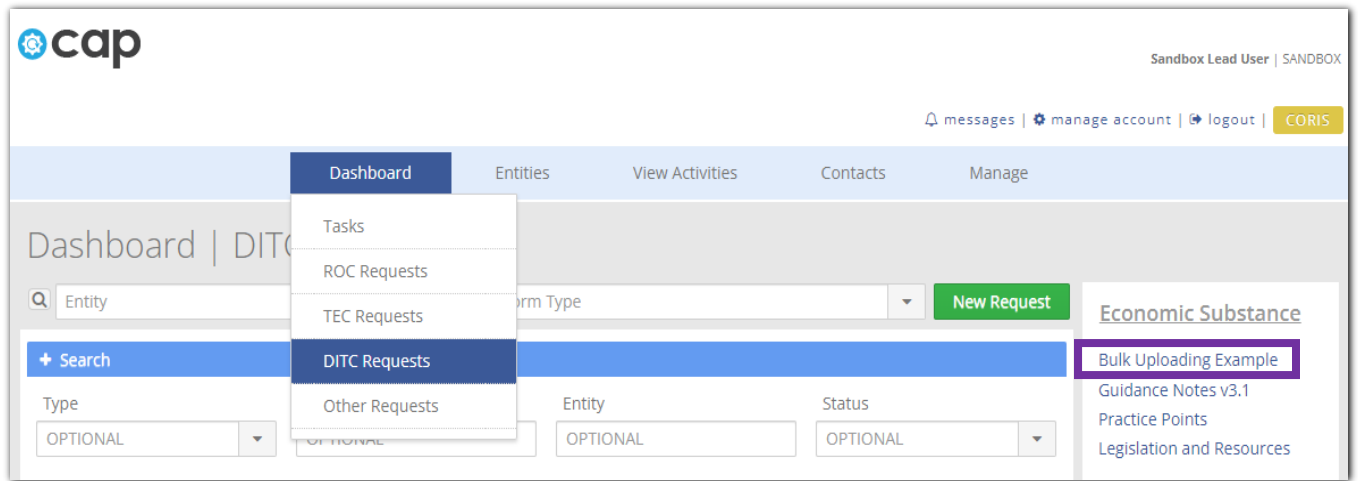 cap
Sandbox Lead User | SANDBOX
messages | manage account | logout | CORIS
Dashboard Entities View Activities Contacts Manage
Tasks
ROC Requests
TEC Requests
DITC Requests
Other Requests
Dashboard | DIT
Entity Type New Request
Search
Type Entity Status
OPTIONAL OPTIONAL OPTIONAL OPTIONAL
Economic Substance
Bulk Uploading Example
Guidance Notes v3.1
Practice Points
Legislation and Resources